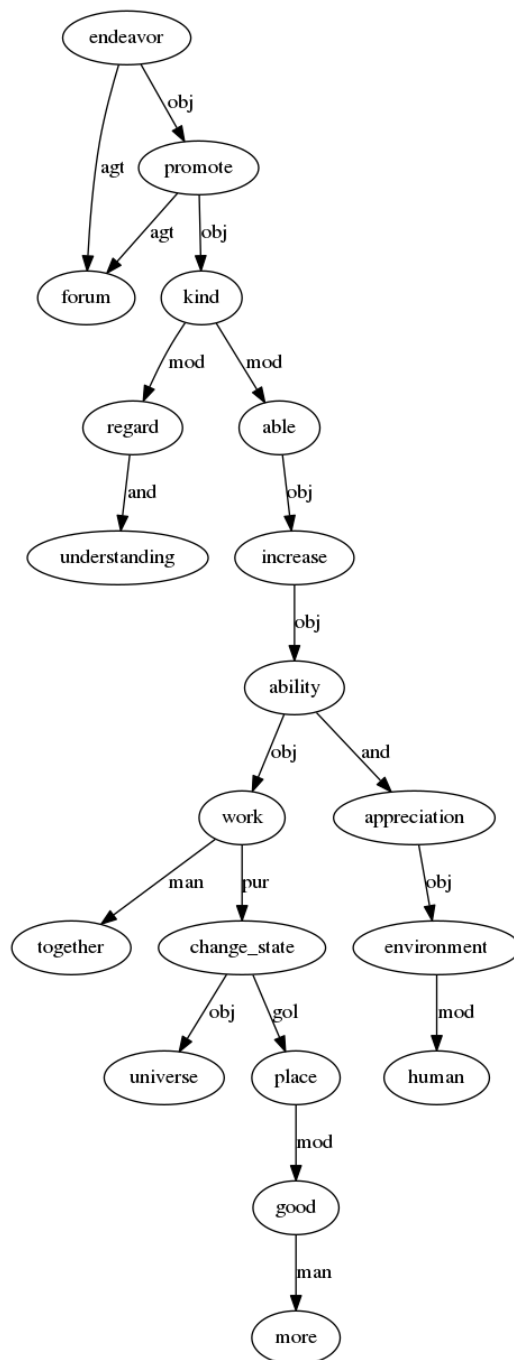 endeavor
obj
promote
agt
agt
obj
forum
kind
mod
mod
regard
able
and
obj
understanding
increase
obj
ability
obj
and
work
appreciation
man
pur
obj
together
change_state
environment
obj
gol
mod
universe
place
human
mod
good
man
more